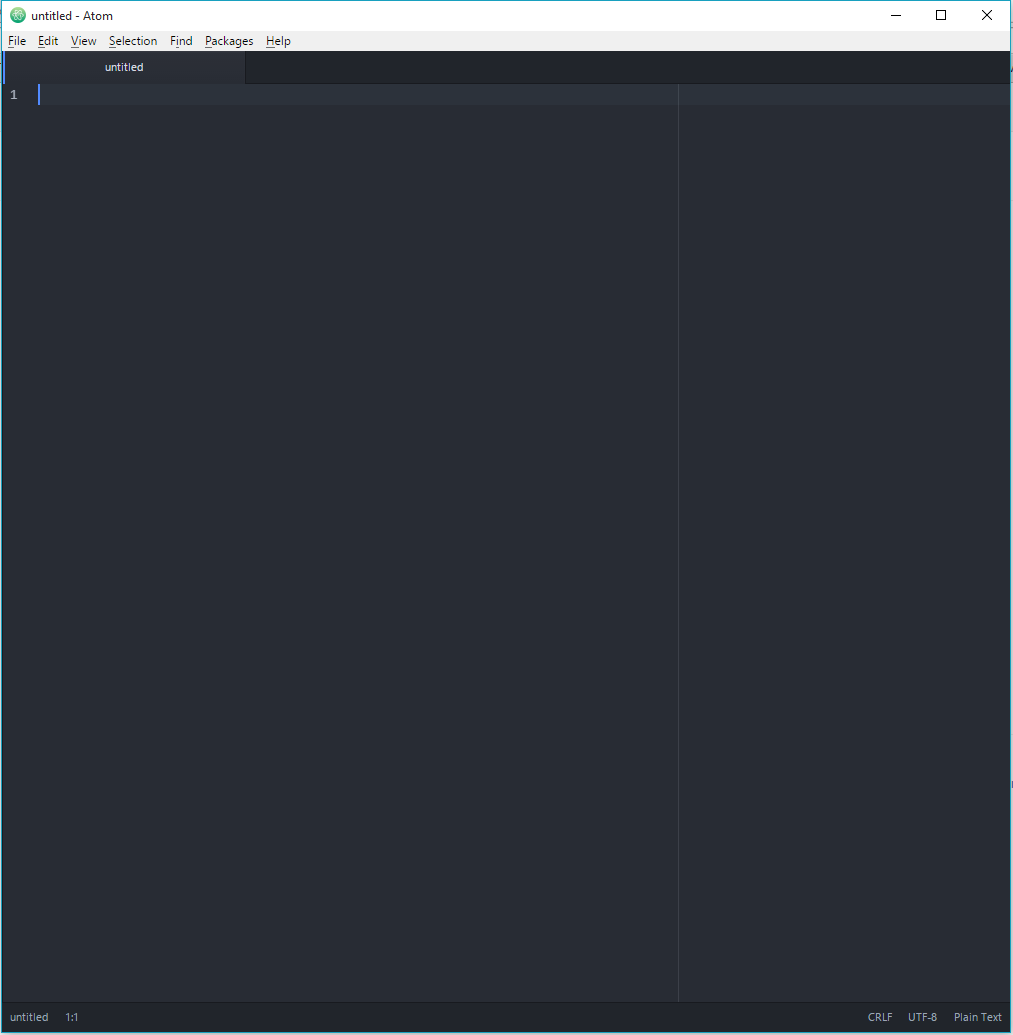 untitled - Atom
File Edit View Selection Find Packages Help
untitled
1
untitled 1:1 CRLF UTF-8 Plain Text